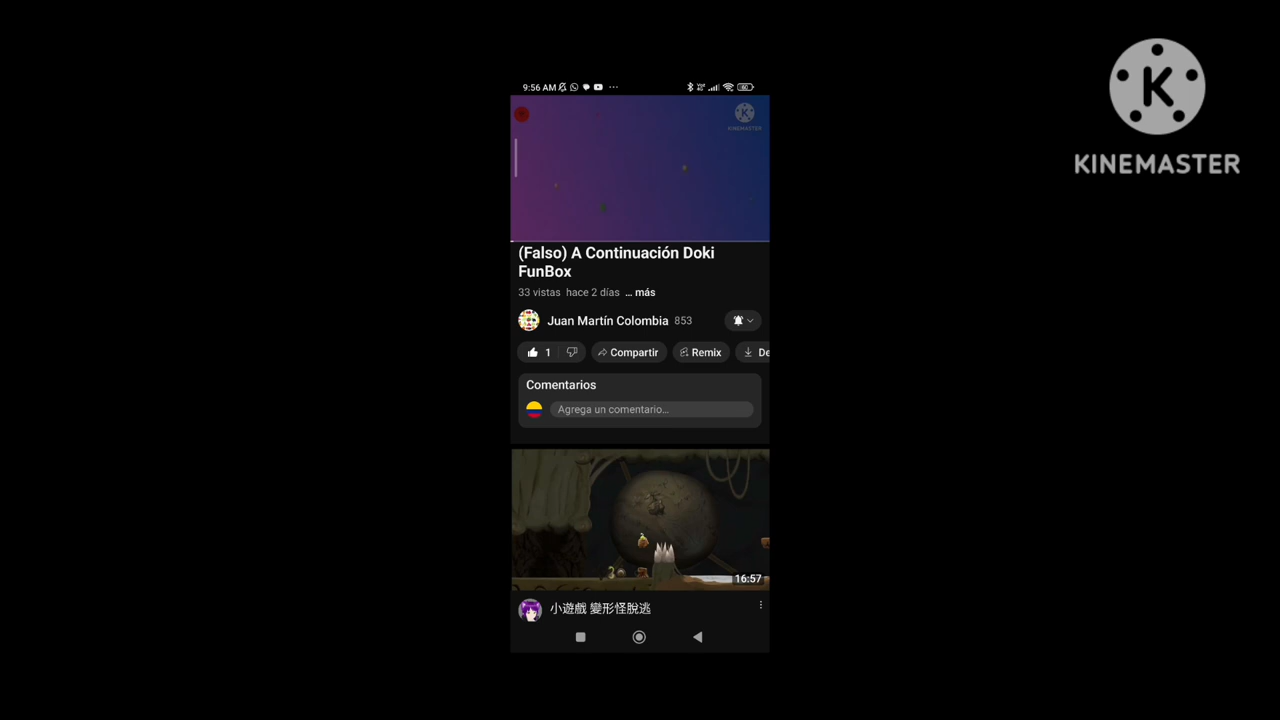 9:56 AM
KINEMASTER
KINEMASTER
(Falso) A Continuación Doki
FunBox
33 vistas hace 2 días ... más
Juan Martín Colombia 853
1 Compartir Remix De
Comentarios
Agrega un comentario...
16:57
小遊戲 變形怪脫逃